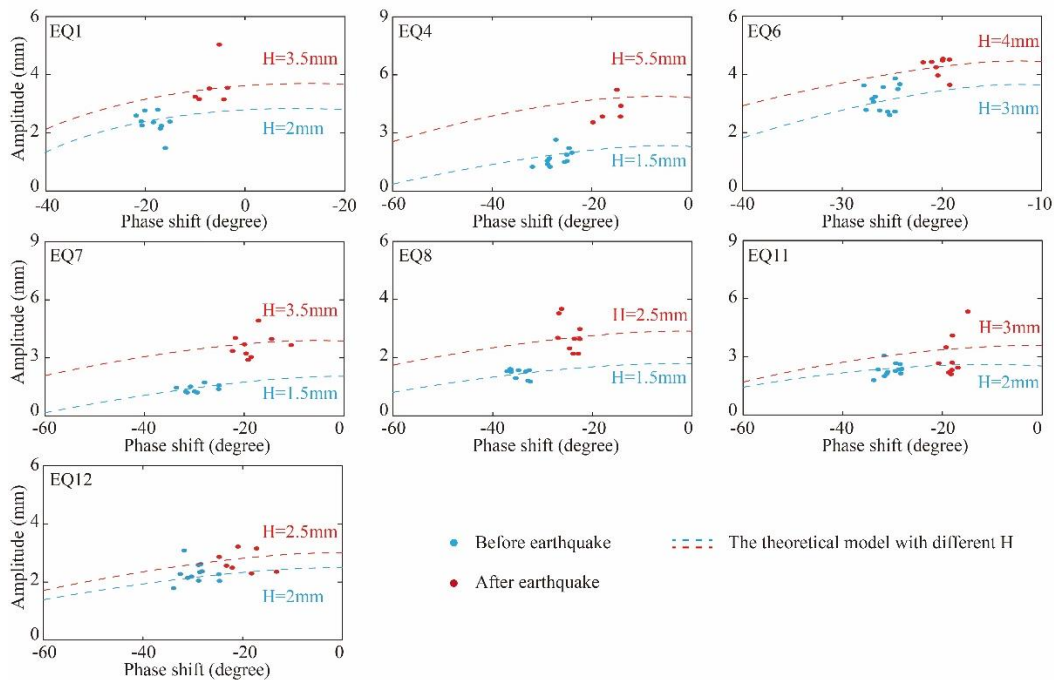 EQ1
H=3.5mm
H=2mm
Amplitude (mm)
6
4
2
0
-40
-20
0
-20
Phase shift (degree)
EQ4
H=5.5mm
H=1.5mm
9
6
3
0
-60
-40
-20
0
Phase shift (degree)
EQ6
H=4mm
H=3mm
6
4
2
0
-40
-30
-20
-10
Phase shift (degree)
EQ7
H=3.5mm
H=1.5mm
Amplitude (mm)
9
6
3
0
-60
-40
-20
0
Phase shift (degree)
EQ8
H=2.5mm
H=1.5mm
6
4
2
0
-60
-40
-20
0
Phase shift (degree)
EQ11
H=3mm
H=2mm
9
6
3
0
-60
-40
-20
0
Phase shift (degree)
EQ12
H=2.5mm
H=2mm
Amplitude (mm)
6
4
2
0
-60
-40
-20
0
Phase shift (degree)
Before earthquake
The theoretical model with different H
After earthquake